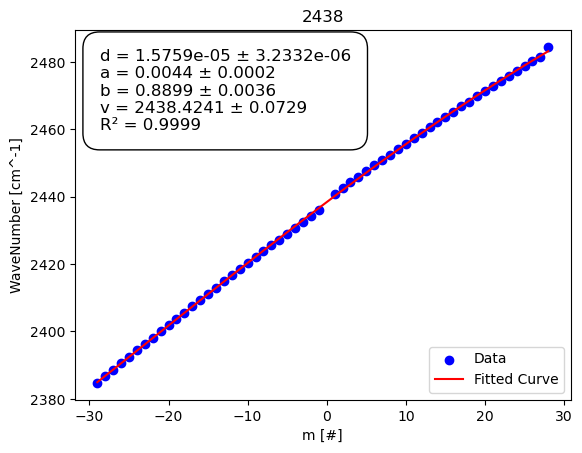 2438
d = 1.5759e-05 ± 3.2332e-06
a = 0.0044 ± 0.0002
b = 0.8899 ± 0.0036
v = 2438.4241 ± 0.0729
R² = 0.9999
WaveNumber [cm^-1]
2480
2460
2440
2420
2400
2380
Data
Fitted Curve
−30
−20
−10
0
10
20
30
m [#]